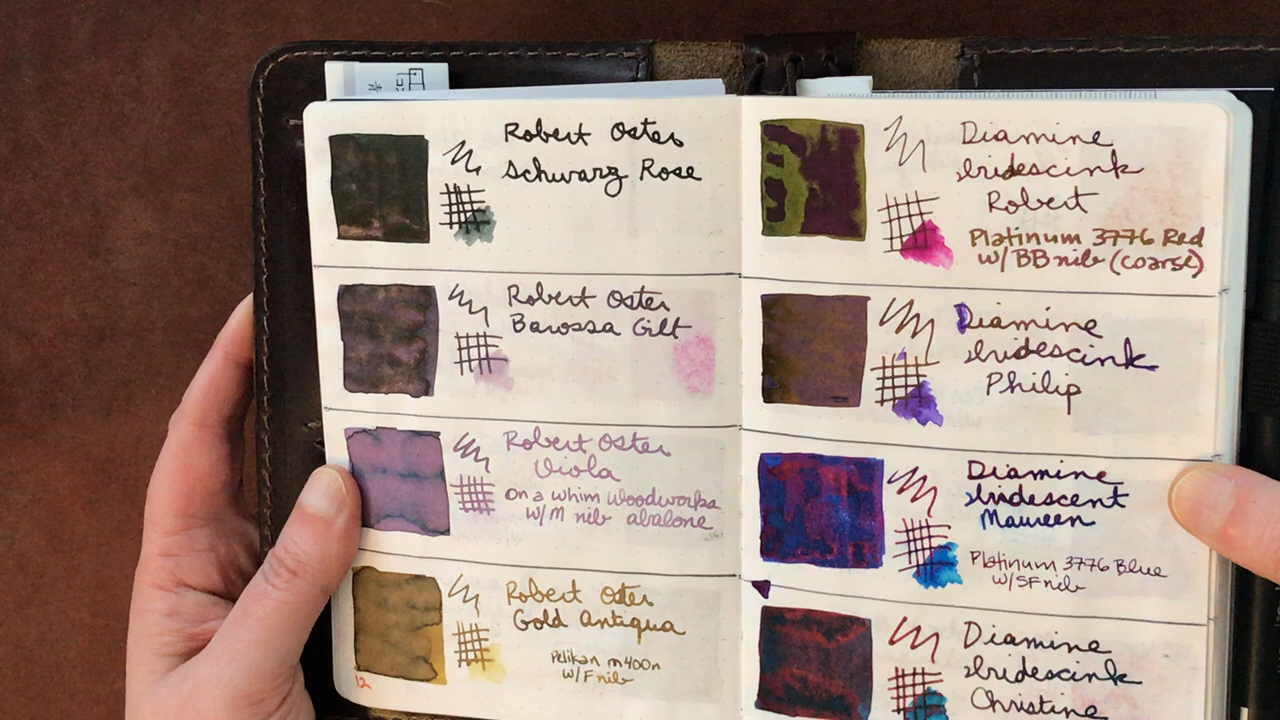 Robert Oster
Schwarz Rose
Robert Oster
Barossa Gilt
Robert Oster
Viola
on a whim woodworks
w/M nib abalone
Robert Oster
Gold Antiqua
Pelikan m400n
w/F nib
12
Diamine
Iridescink
Robert
Platinum 3776 Red
w/BB nib (coarse)
Diamine
Iridescink
Philip
Diamine
Iridescent
Maureen
Platinum 3776 Blue
w/SF nib
Diamine
Iridescink
Christine